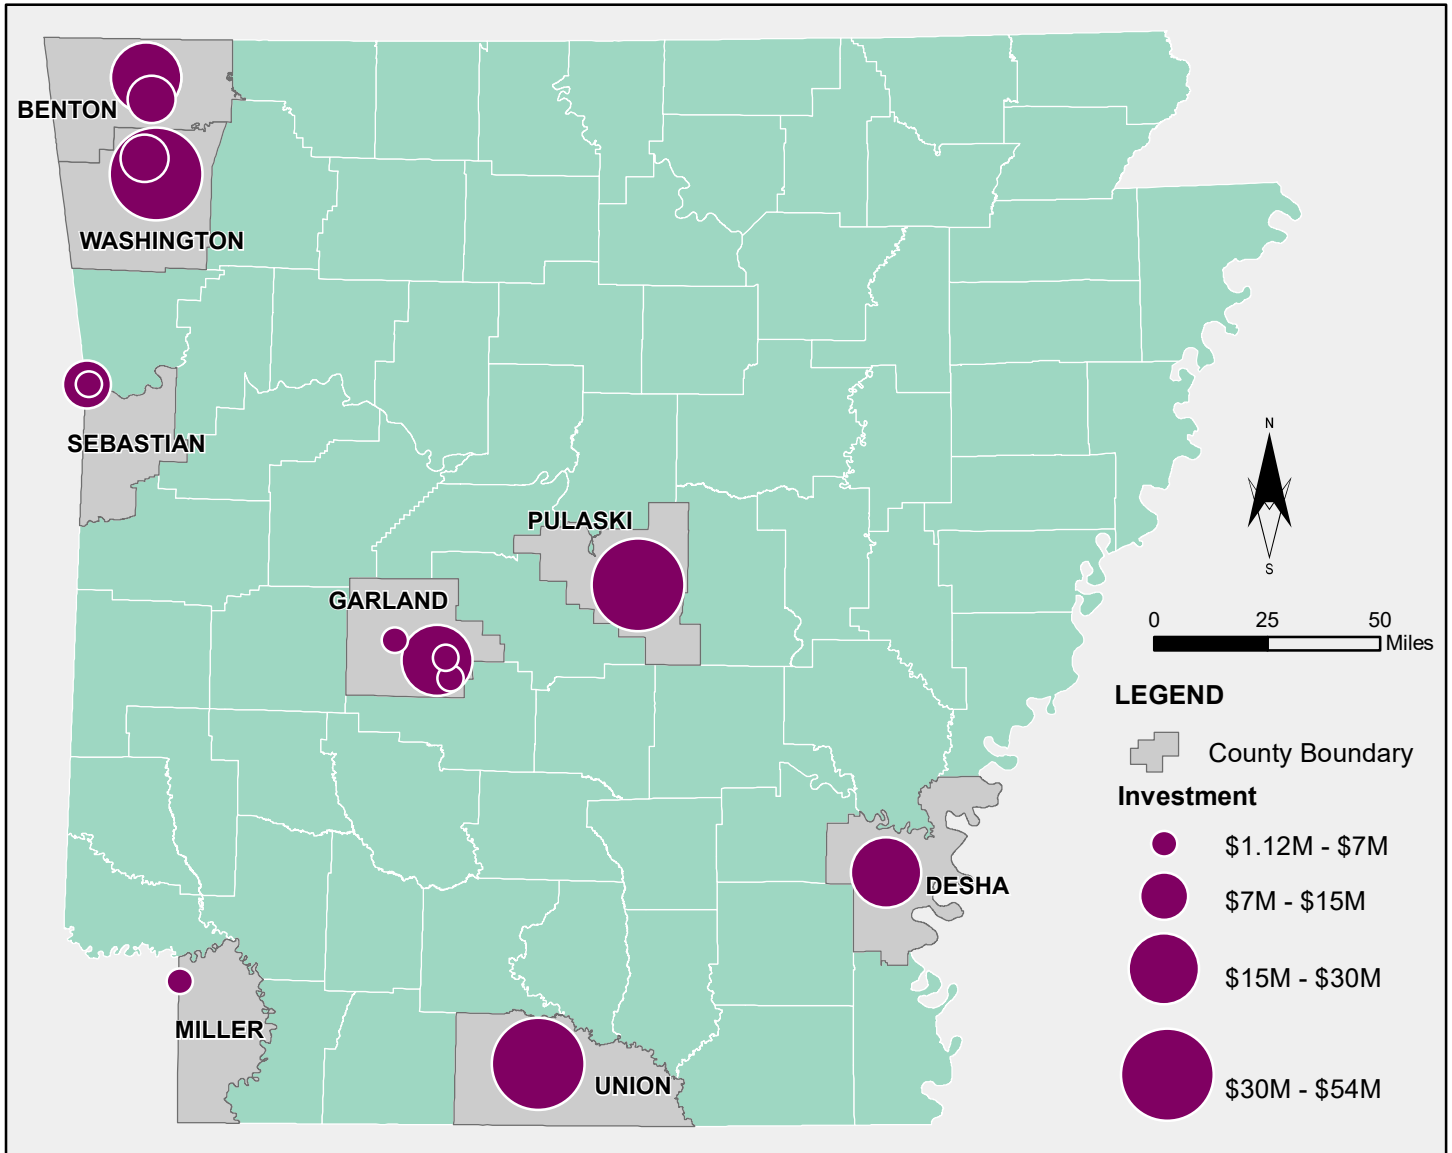 BENTON
WASHINGTON
SEBASTIAN
PULASKI
GARLAND
DESHA
MILLER
UNION
N
S
0 25 50
Miles
LEGEND
County Boundary
Investment
$1.12M - $7M
$7M - $15M
$15M - $30M
$30M - $54M